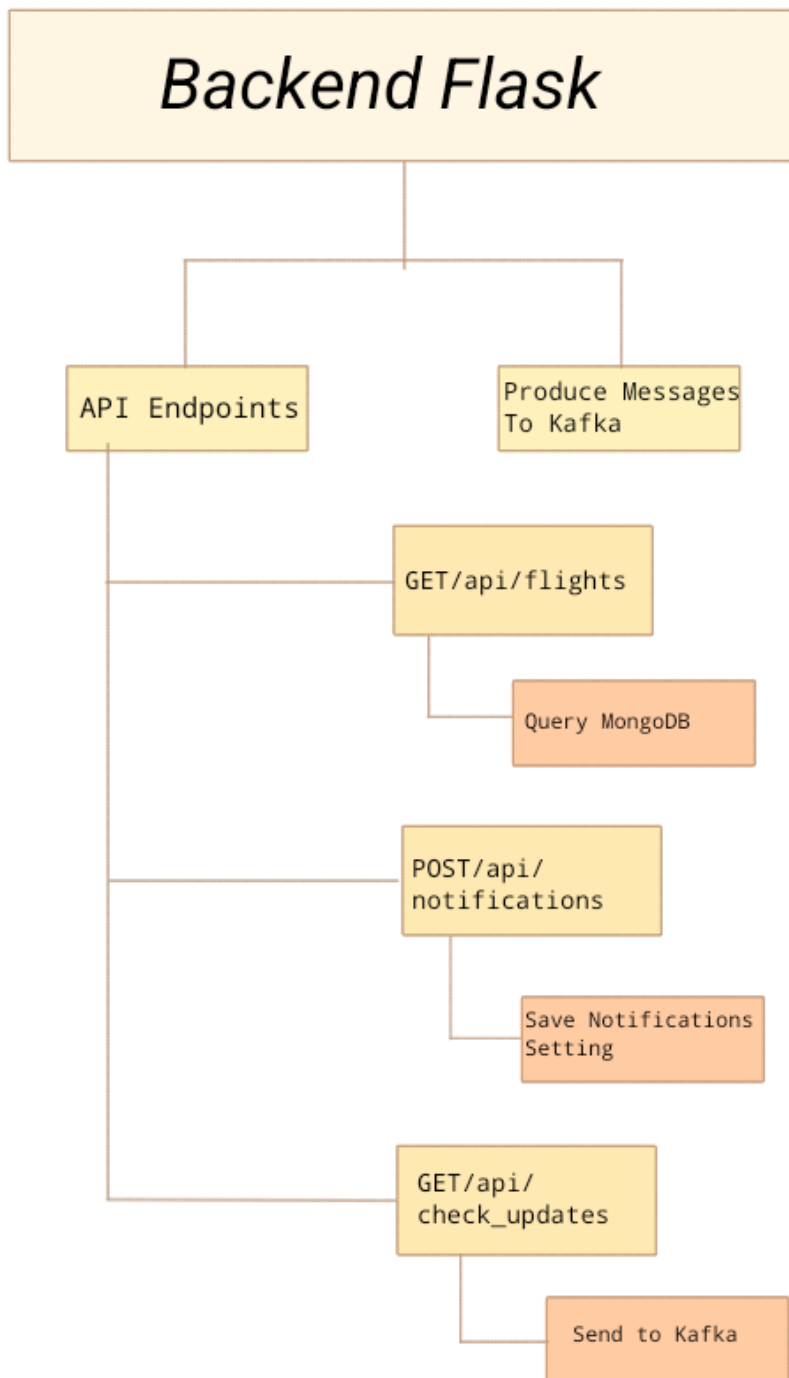 Backend Flask
API Endpoints
Produce Messages
To Kafka
GET/api/flights
Query MongoDB
POST/api/
notifications
Save Notifications
Setting
GET/api/
check_updates
Send to Kafka